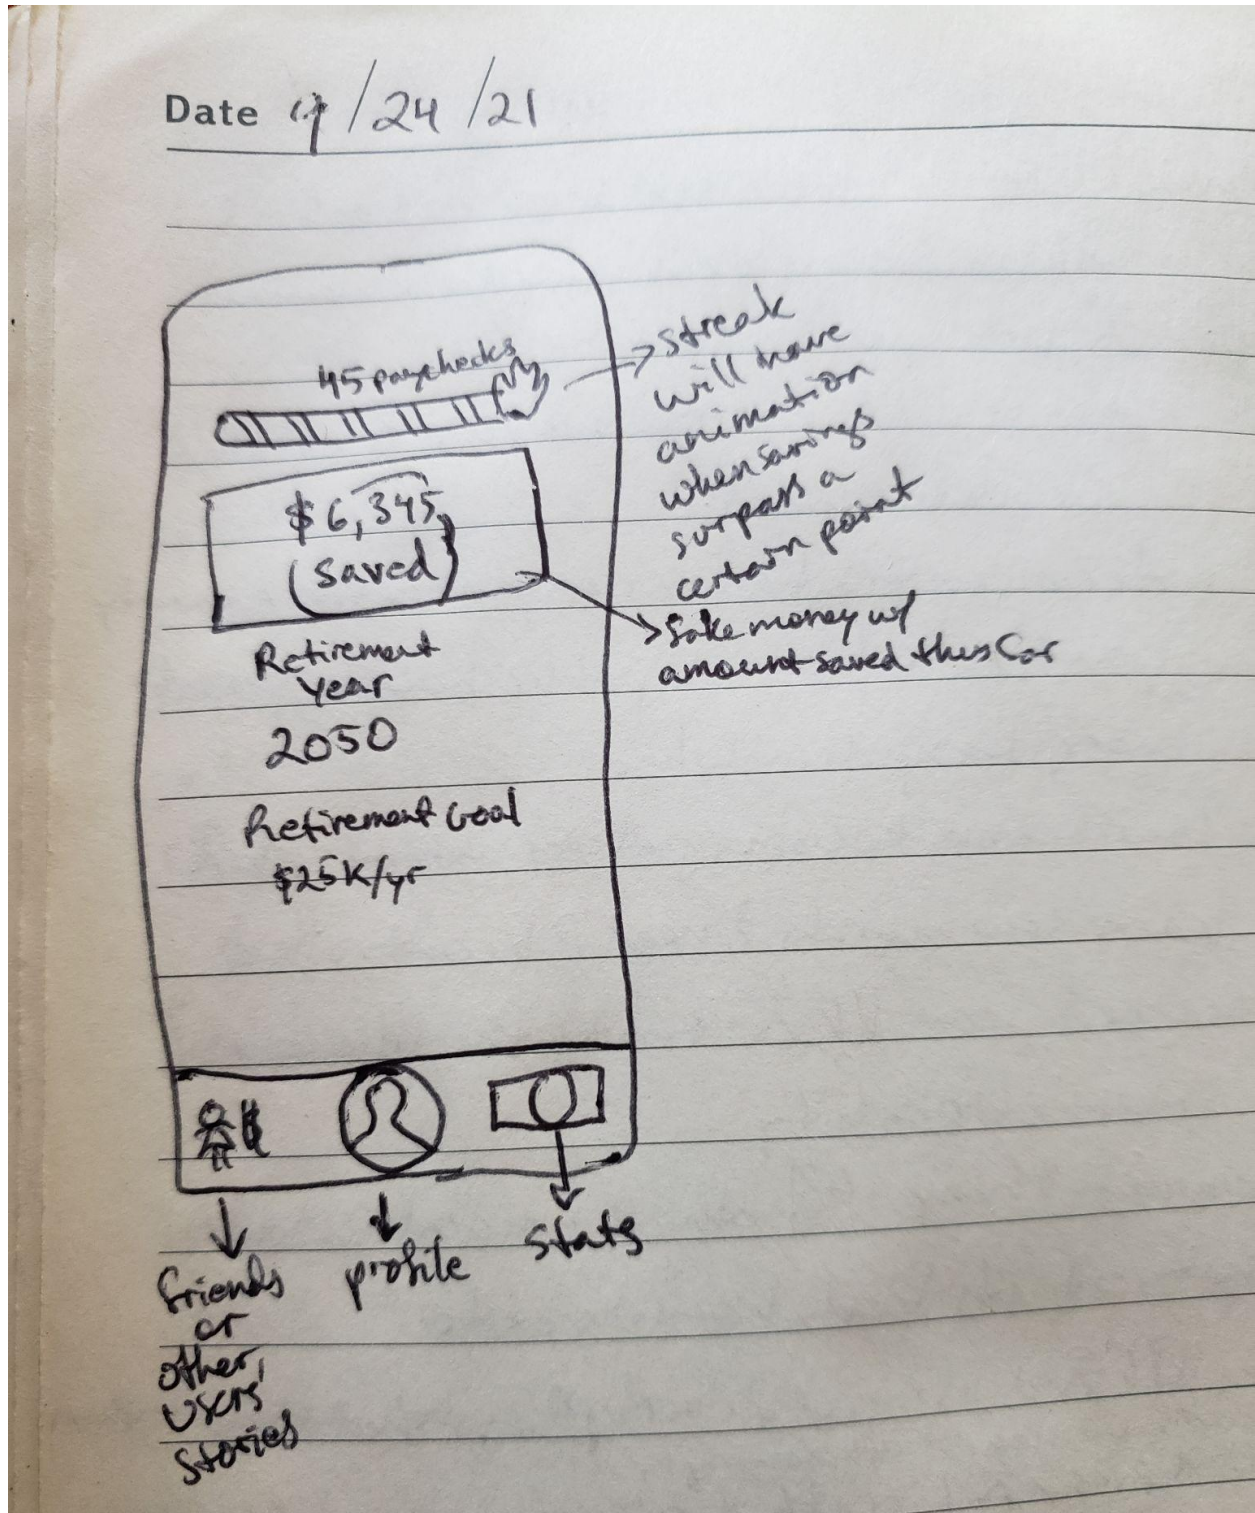 Date 9/24/21
45 paychecks
$6,345
(saved)
Retirement
year
2050
Retirement Goal
$25K/yr
streak
will have
animation
when savings
surpass a
certain point
fake money w/
amount saved thus far
friends
or
other
users'
stories
profile
stats